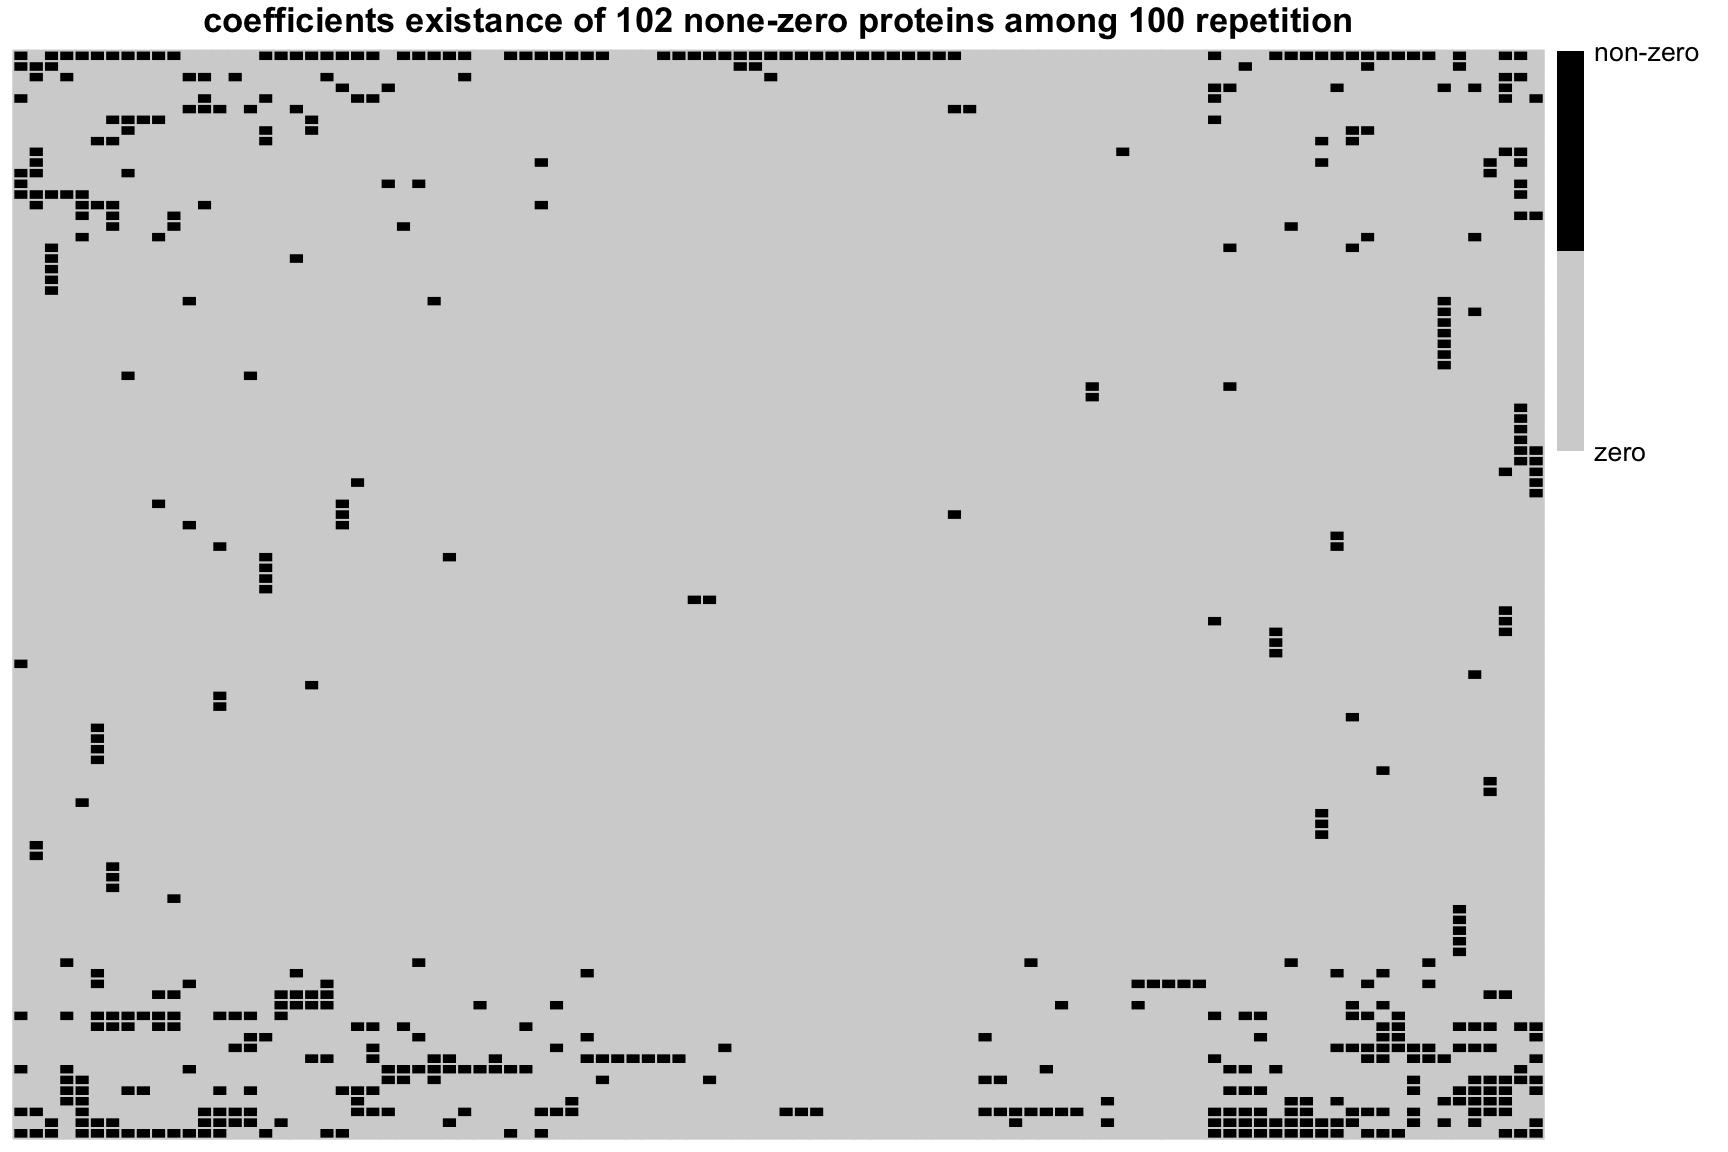 coefficients existance of 102 none-zero proteins among 100 repetition
non-zero
zero